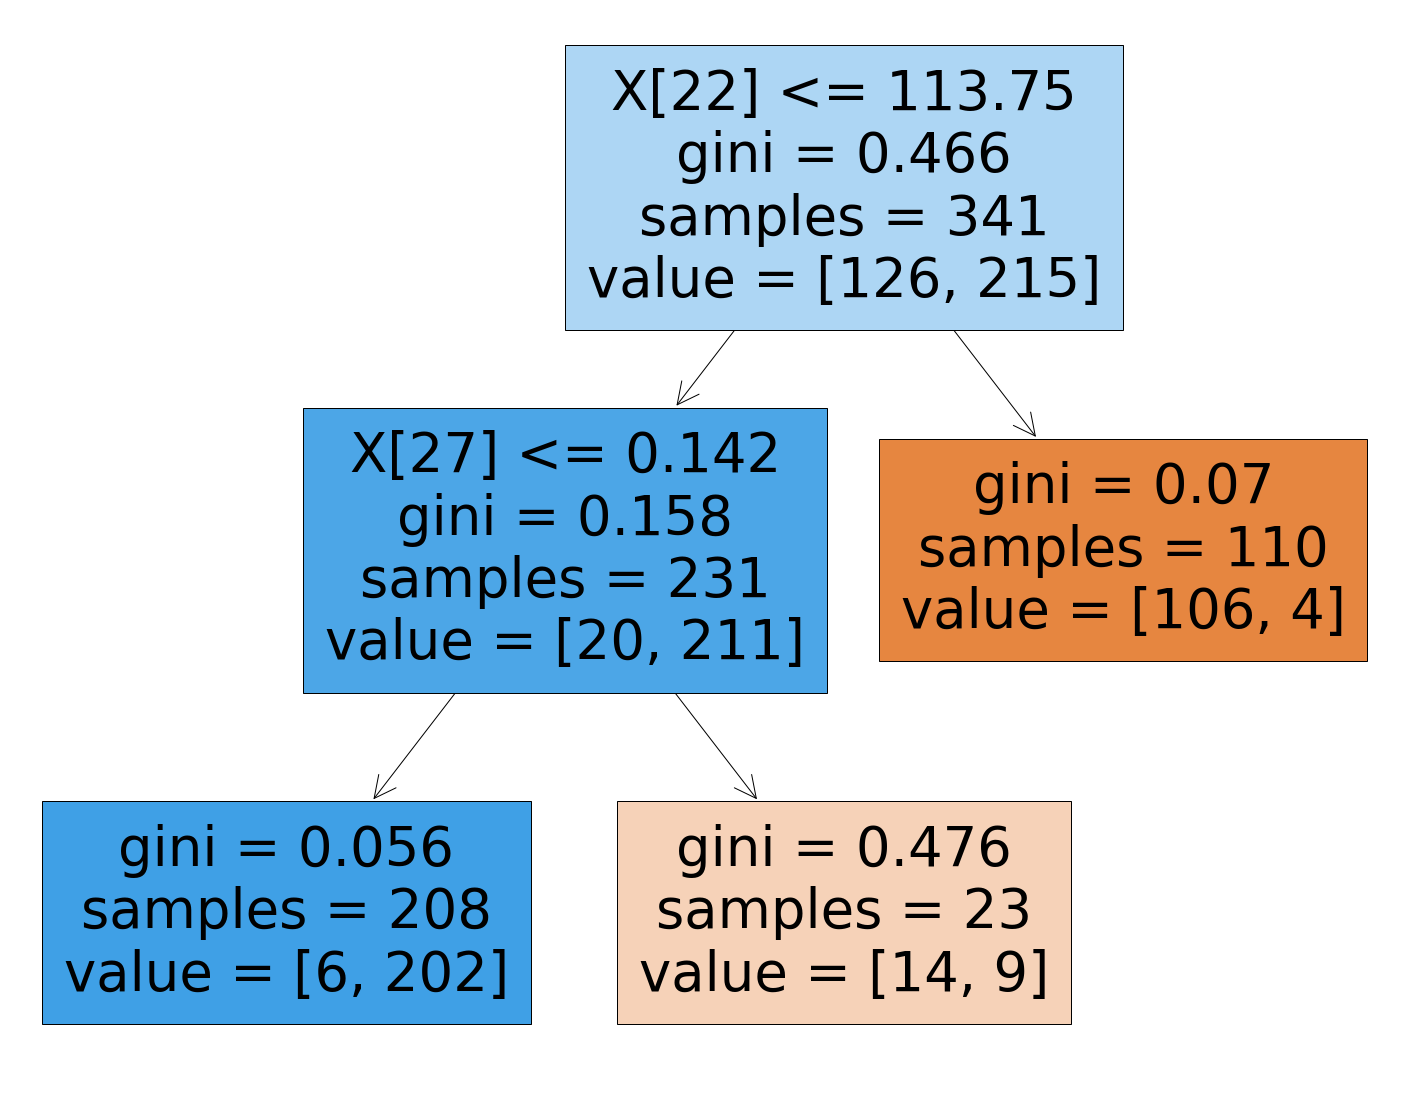 X[22] <= 113.75
gini = 0.466
samples = 341
value = [126, 215]
X[27] <= 0.142
gini = 0.158
samples = 231
value = [20, 211]
gini = 0.07
samples = 110
value = [106, 4]
gini = 0.056
samples = 208
value = [6, 202]
gini = 0.476
samples = 23
value = [14, 9]